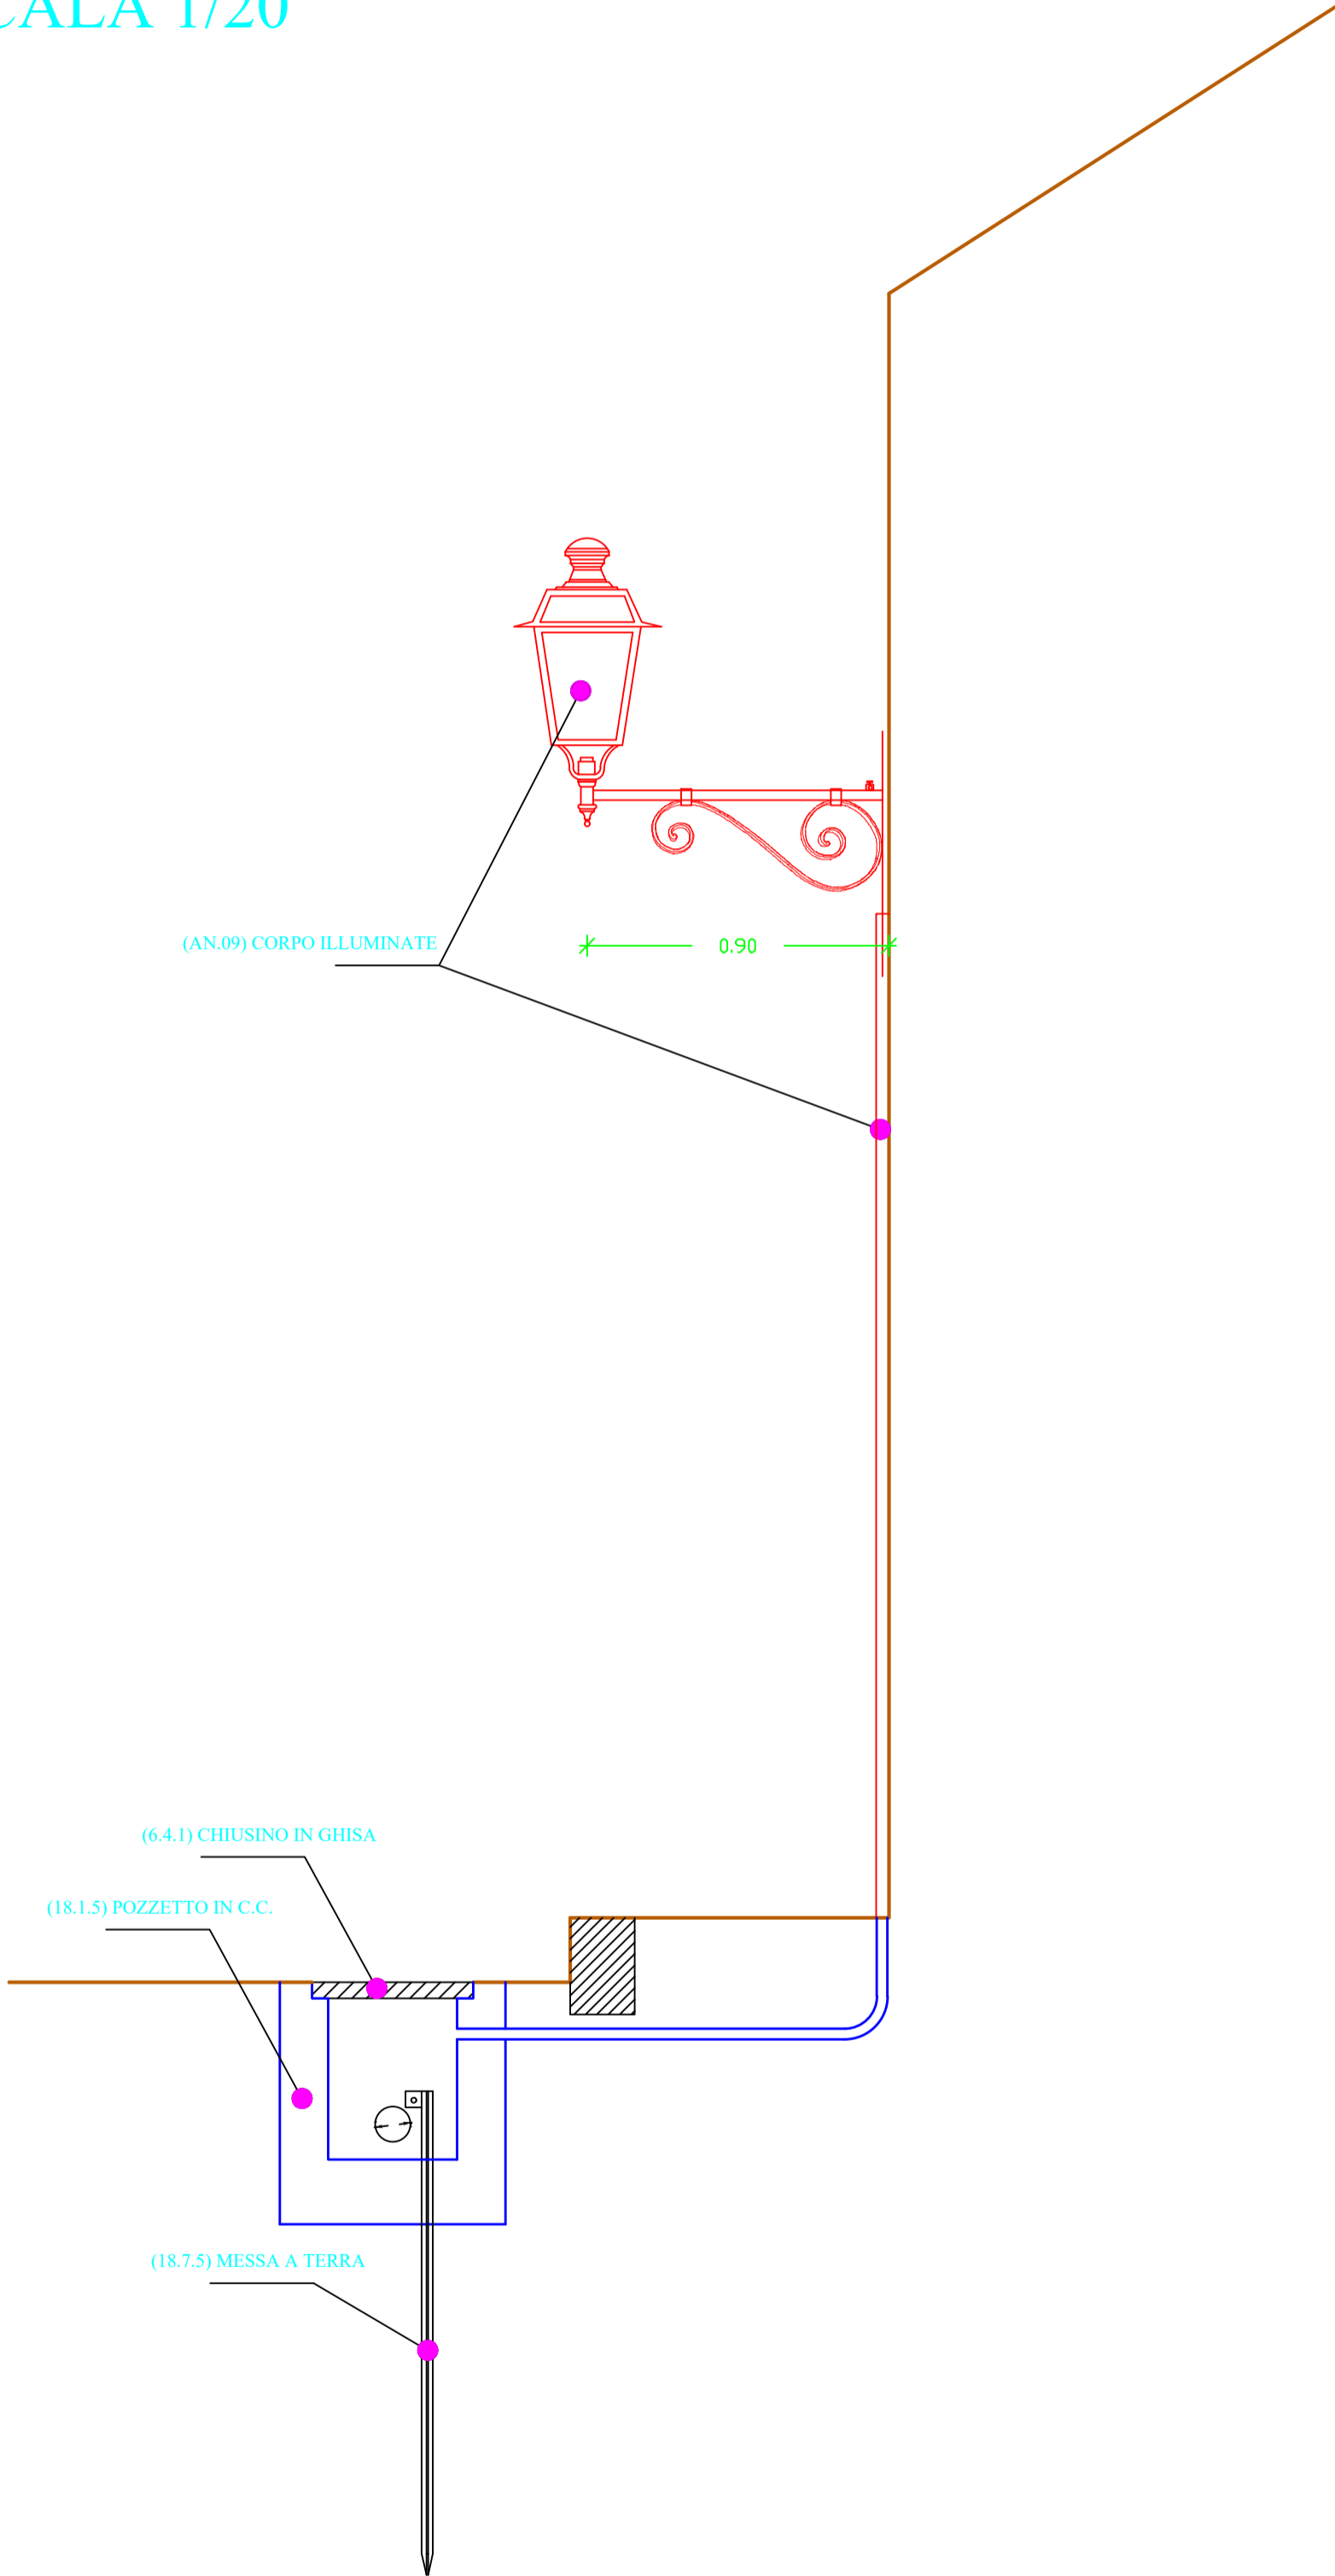 CALA 1/20
(AN.09) CORPO ILLUMINATE
0.90
(6.4.1) CHIUSINO IN GHISA
(18.1.5) POZZETTO IN C.C.
(18.7.5) MESSA A TERRA